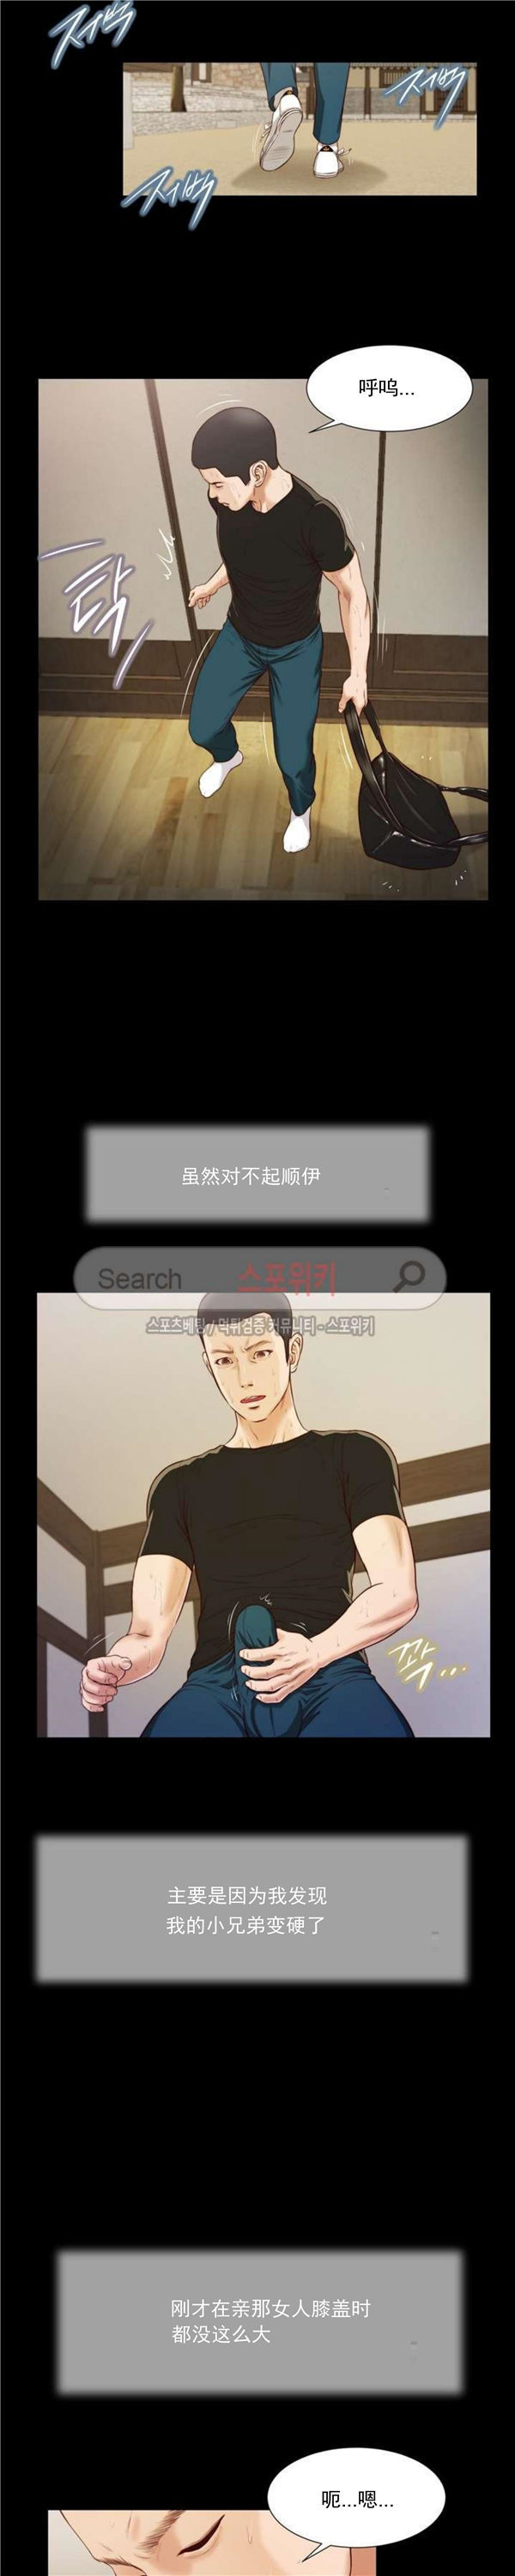 저벅
저벅
저벅
呼呜...
탁
虽然对不起顺伊
Search 스포위키
스포츠베팅 / 먹튀검증 커뮤니티 - 스포위키
꽉...
主要是因为我发现
我的小兄弟变硬了
刚才在亲那女人膝盖时
都没这么大
呃...嗯...